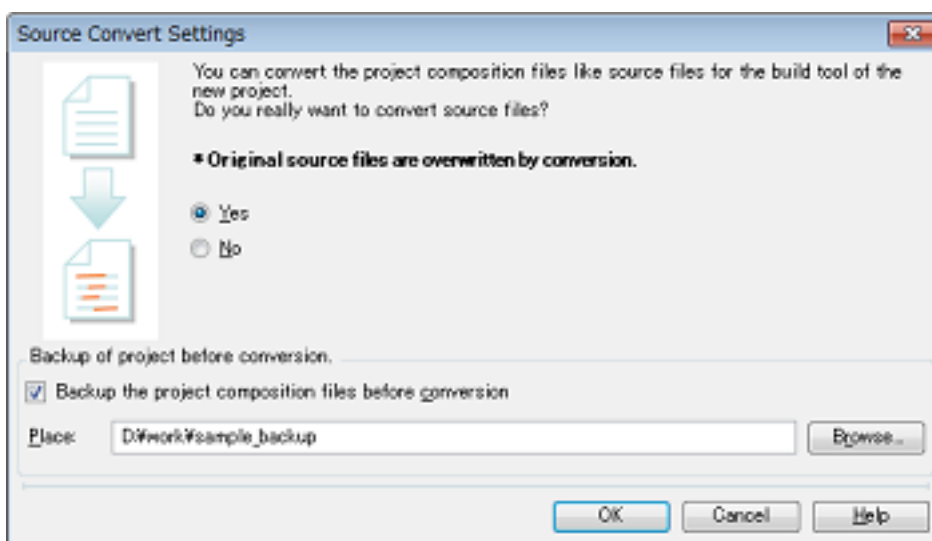 Source Convert Settings
You can convert the project composition files like source files for the build tool of the
new project.
Do you really want to convert source files?
* Original source files are overwritten by conversion.
Yes
No
Backup of project before conversion.
Backup the project composition files before conversion
Place: D:¥work¥sample_backup Browse...
OK Cancel Help